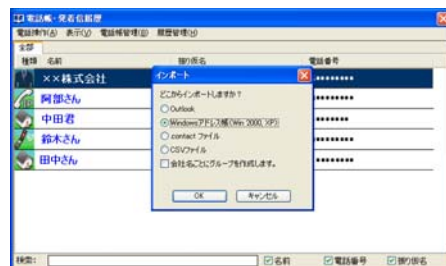 電話帳・発着信履歴
電話操作(A) 表示(V) 電話帳管理(E) 履歴管理(H)
全部
種類 名前 振り仮名 電話番号
××株式会社 ********
阿部さん ********
中田君 ********
鈴木さん ********
田中さん ********
インポート
どこからインポートしますか？
Outlook
Windowsアドレス帳(Win 2000, XP)
contact ファイル
CSVファイル
会社名ごとにグループを作成します。
OK キャンセル
検索: 名前 電話番号 振り仮名